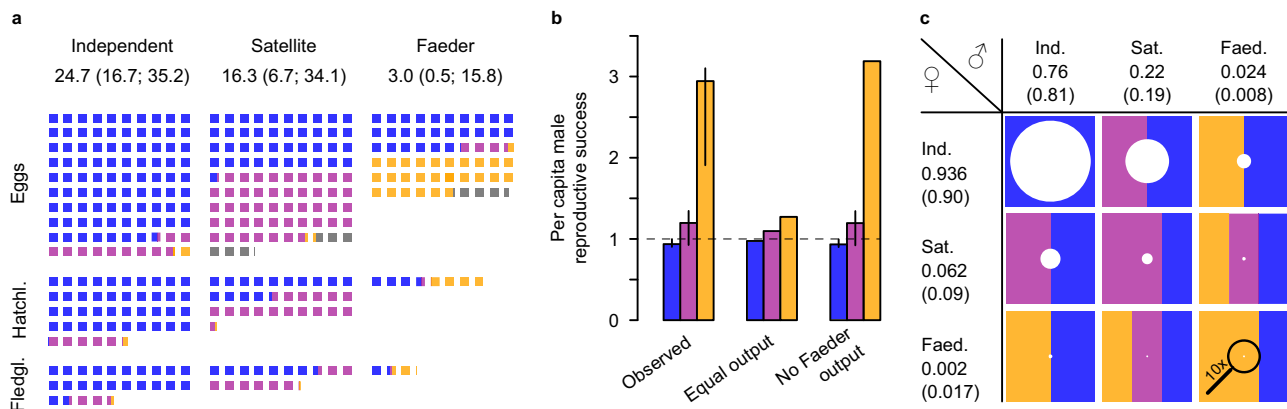 a
Independent
Satellite
Faeder
24.7 (16.7; 35.2)
16.3 (6.7; 34.1)
3.0 (0.5; 15.8)
Eggs
Hatchl.
Fledgl.
b
Per capita male
reproductive success
3
2
1
0
Observed
Equal output
No Faeder
output
c
♂
♀
Ind.
0.76
(0.81)
Sat.
0.22
(0.19)
Faed.
0.024
(0.008)
Ind.
0.936
(0.90)
Sat.
0.062
(0.09)
Faed.
0.002
(0.017)
10x